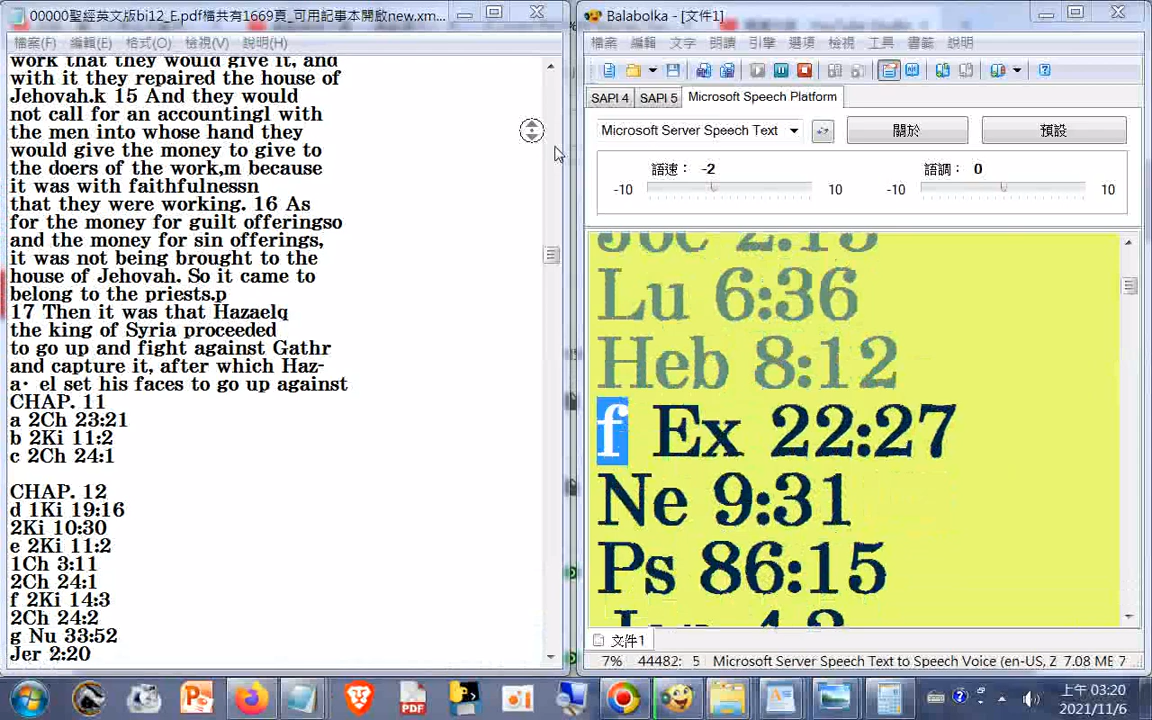 00000聖經英文版bi12_E.pdf檔共有1669頁_可用記事本開啟new.xm...
檔案(F) 編輯(E) 格式(O) 檢視(V) 說明(H)
work that they would give it, and
with it they repaired the house of
Jehovah.k 15 And they would
not call for an accountingl with
the men into whose hand they
would give the money to give to
the doers of the work,m because
it was with faithfulnessn
that they were working. 16 As
for the money for guilt offeringso
and the money for sin offerings,
it was not being brought to the
house of Jehovah. So it came to
belong to the priests.p
17 Then it was that Hazaelq
the king of Syria proceeded
to go up and fight against Gathr
and capture it, after which Haz-
a· el set his faces to go up against
CHAP. 11
a 2Ch 23:21
b 2Ki 11:2
c 2Ch 24:1
CHAP. 12
d 1Ki 19:16
2Ki 10:30
e 2Ki 11:2
1Ch 3:11
2Ch 24:1
f 2Ki 14:3
2Ch 24:2
g Nu 33:52
Jer 2:20
Balabolka - [文件1]
檔案 編輯 文字 朗讀 引擎 選項 檢視 工具 書籤 說明
SAPI 4 SAPI 5 Microsoft Speech Platform
Microsoft Server Speech Text 關於 預設
語速： -2 語調： 0
-10 10 -10 10
Joe 2:13
Lu 6:36
Heb 8:12
f Ex 22:27
Ne 9:31
Ps 86:15
文件1
7% 44482: 5 Microsoft Server Speech Text to Speech Voice (en-US, Z 7.08 MB 7
上午 03:20
2021/11/6